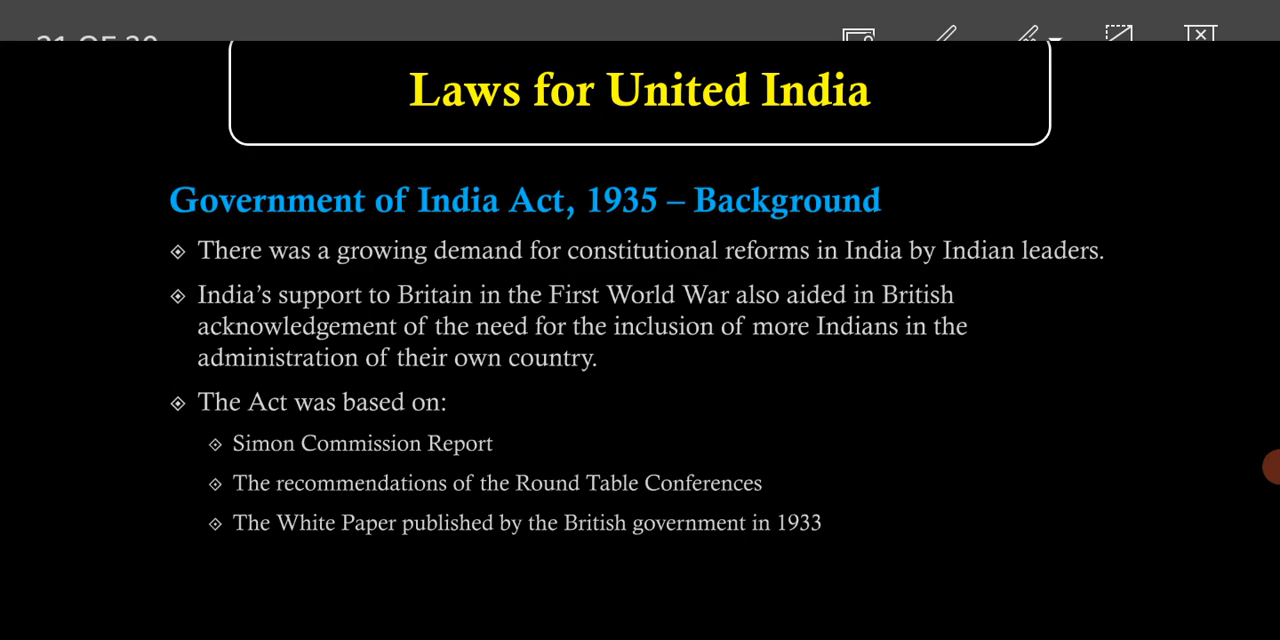 Laws for United India
Government of India Act, 1935 – Background
There was a growing demand for constitutional reforms in India by Indian leaders.
India's support to Britain in the First World War also aided in British
acknowledgement of the need for the inclusion of more Indians in the
administration of their own country.
The Act was based on:
Simon Commission Report
The recommendations of the Round Table Conferences
The White Paper published by the British government in 1933